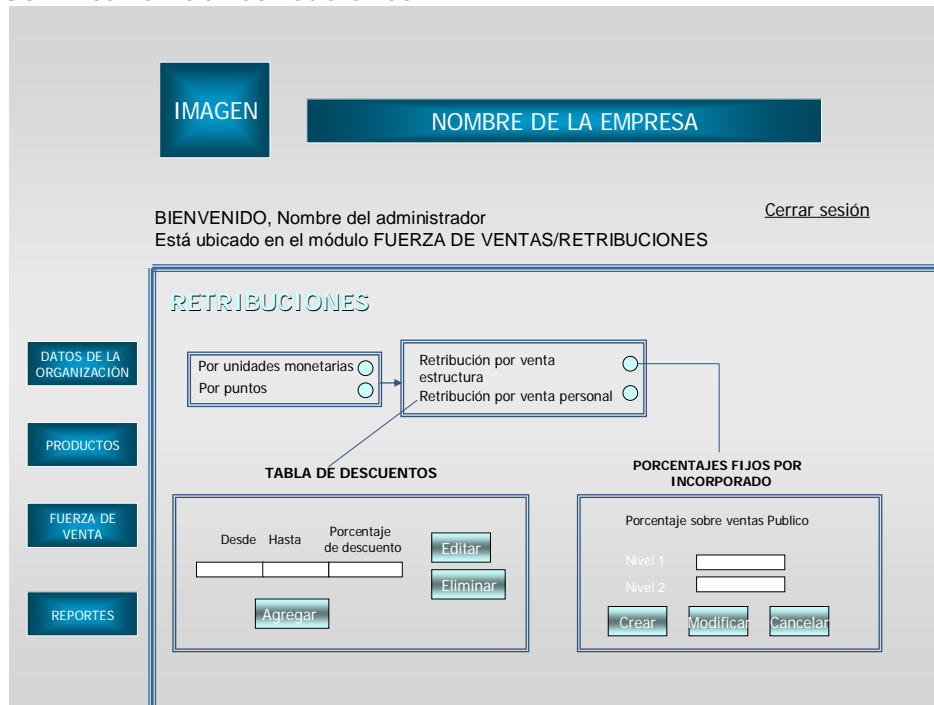 IMAGEN
NOMBRE DE LA EMPRESA
Cerrar sesión
BIENVENIDO, Nombre del administrador
Está ubicado en el módulo FUERZA DE VENTAS/RETRIBUCIONES
RETRIBUCIONES
DATOS DE LA
ORGANIZACIÒN
PRODUCTOS
FUERZA DE
VENTA
REPORTES
Por unidades monetarias
Por puntos
Retribución por venta
estructura
Retribución por venta personal
TABLA DE DESCUENTOS
Desde Hasta Porcentaje
de descuento
Editar
Eliminar
Agregar
PORCENTAJES FIJOS POR
INCORPORADO
Porcentaje sobre ventas Publico
Nivel 1
Nivel 2
Crear Modificar Cancelar